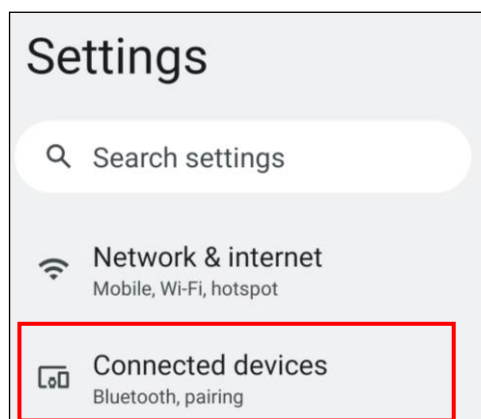 Settings
Search settings
Network & internet
Mobile, Wi-Fi, hotspot
Connected devices
Bluetooth, pairing